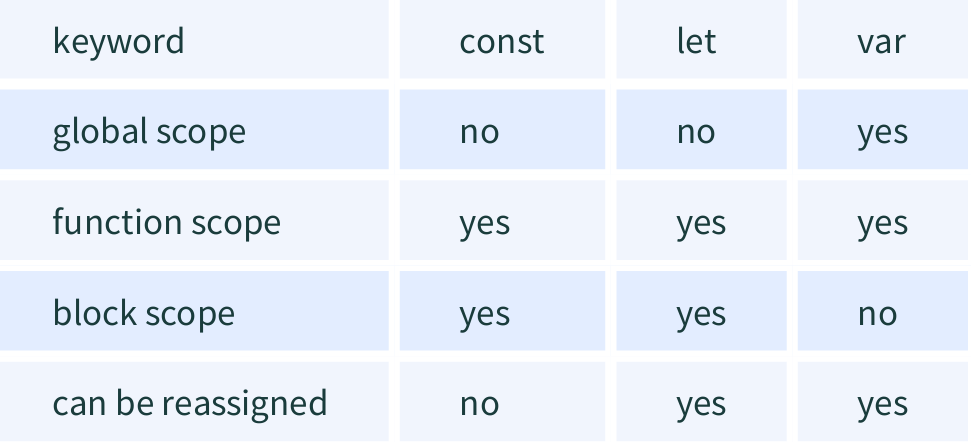 keyword const let var
global scope no no yes
function scope yes yes yes
block scope yes yes no
can be reassigned no yes yes